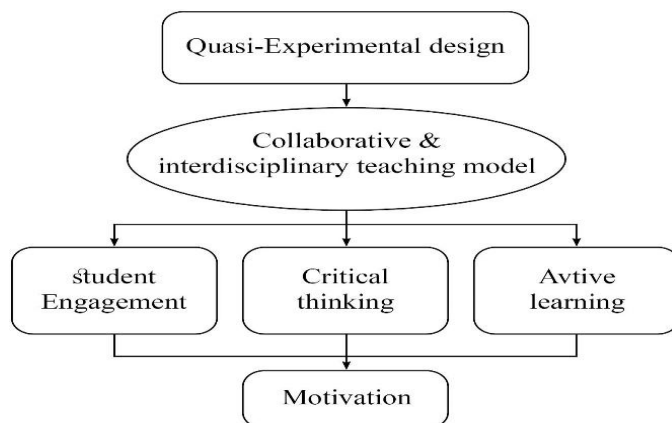 Quasi-Experimental design
Collaborative &
interdisciplinary teaching model
student
Engagement
Critical
thinking
Avtive
learning
Motivation